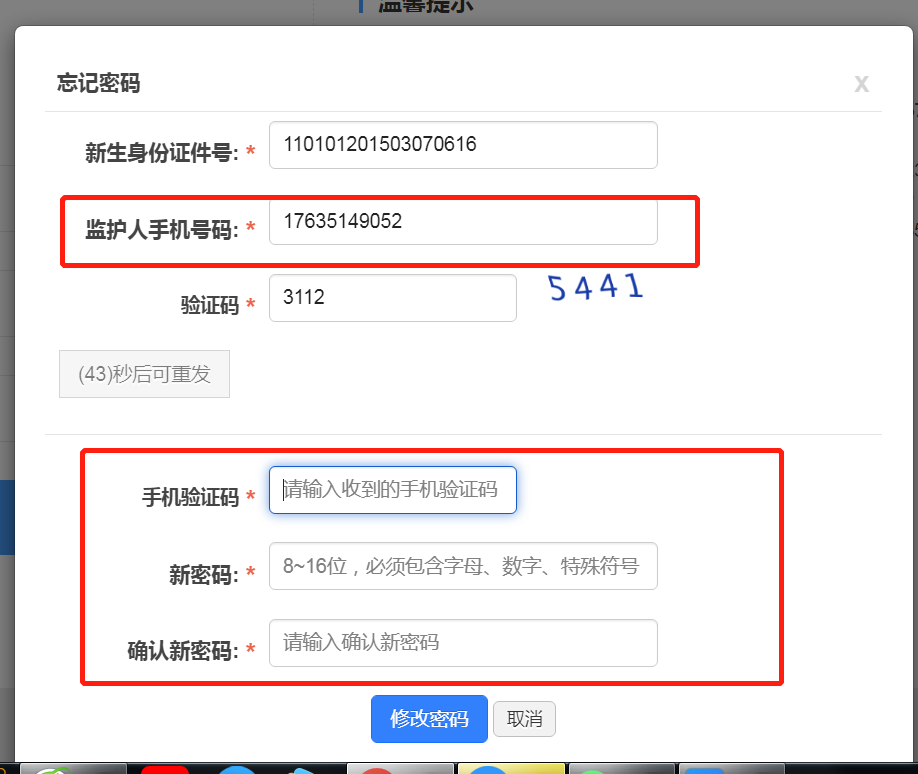 温馨提示
忘记密码
x
新生身份证件号: * 110101201503070616
监护人手机号码: * 17635149052
验证码 * 3112 5441
(43)秒后可重发
手机验证码 * 请输入收到的手机验证码
新密码: * 8~16位，必须包含字母、数字、特殊符号
确认新密码: * 请输入确认新密码
修改密码 取消